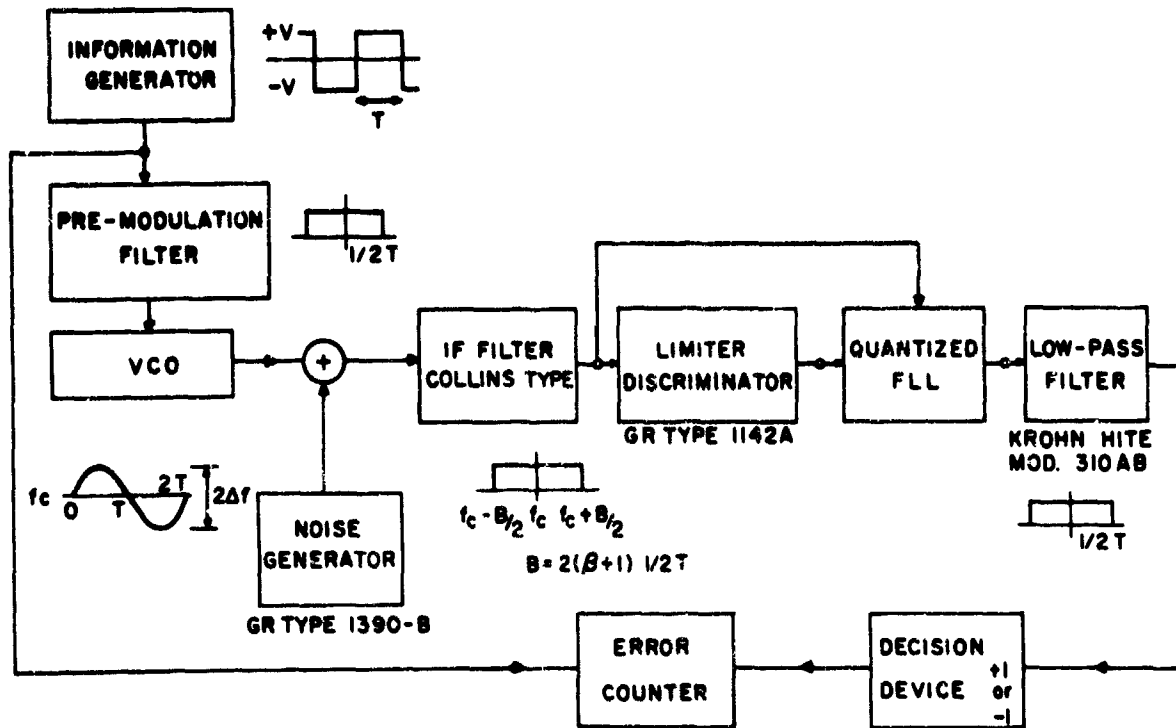 INFORMATION
GENERATOR
+V
-V
T
PRE-MODULATION
FILTER
1/2T
VCO
+
IF FILTER
COLLINS TYPE
LIMITER
DISCRIMINATOR
GR TYPE 1142A
QUANTIZED
FLL
LOW-PASS
FILTER
KROHN HITE
MOD. 310AB
1/2T
fc
0
T
2T
2Δf
NOISE
GENERATOR
GR TYPE 1390-B
fc-B/2 fc fc+B/2
B=2(β+1) 1/2T
ERROR
COUNTER
DECISION
DEVICE +1 or -1